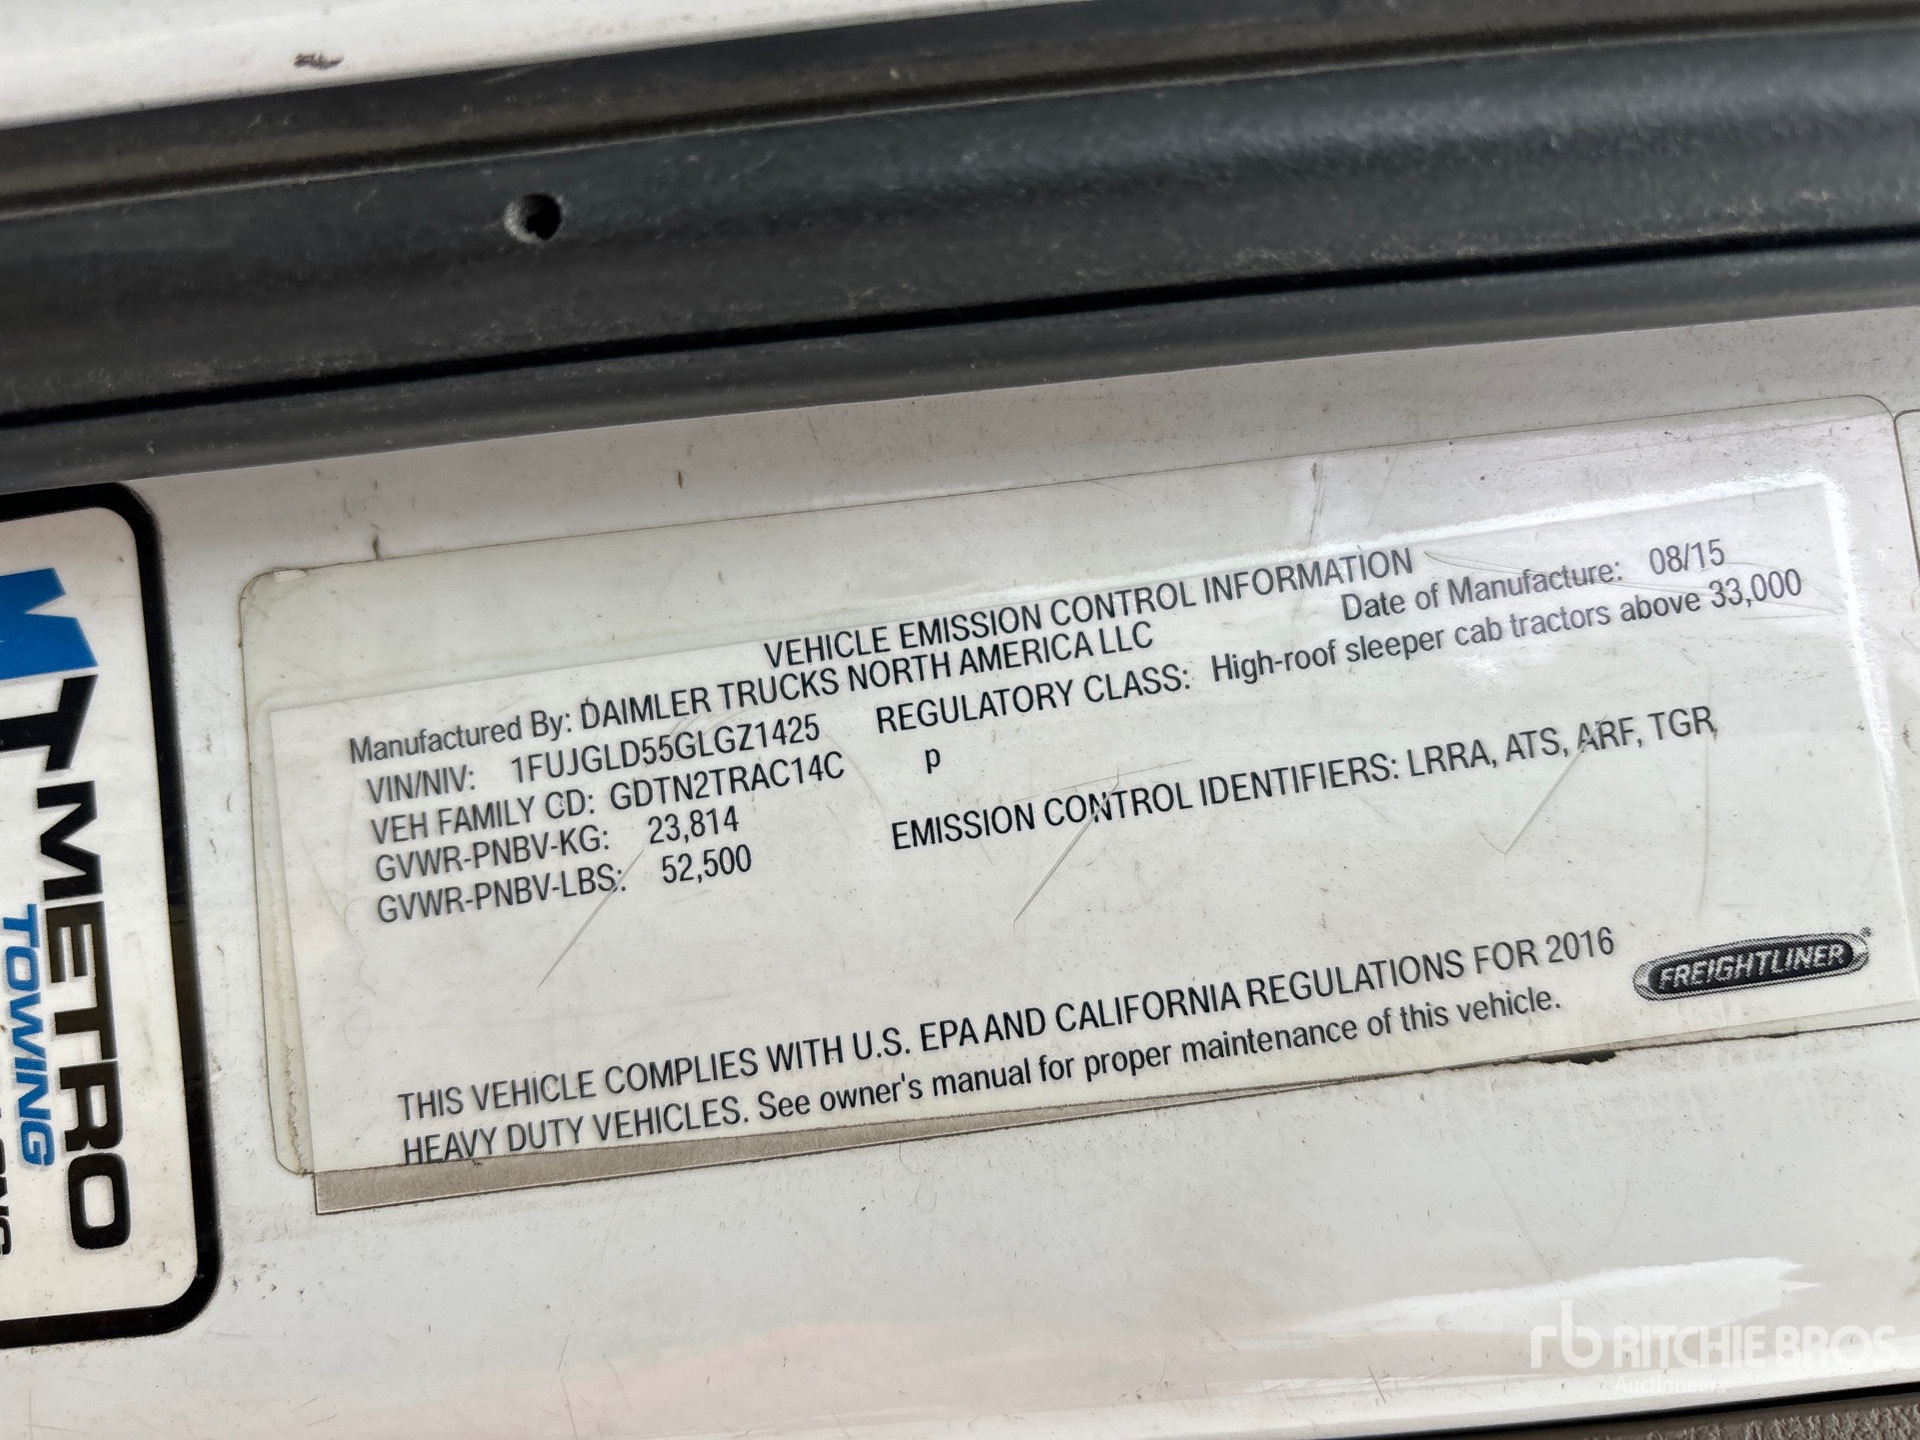 VEHICLE EMISSION CONTROL INFORMATION
Manufactured By: DAIMLER TRUCKS NORTH AMERICA LLC Date of Manufacture: 08/15
VIN/NIV: 1FUJGLD55GLGZ1425 REGULATORY CLASS: High-roof sleeper cab tractors above 33,000
VEH FAMILY CD: GDTN2TRAC14C p
GVWR-PNBV-KG: 23,814 EMISSION CONTROL IDENTIFIERS: LRRA, ATS, ARF, TGR,
GVWR-PNBV-LBS: 52,500
THIS VEHICLE COMPLIES WITH U.S. EPA AND CALIFORNIA REGULATIONS FOR 2016
HEAVY DUTY VEHICLES. See owner's manual for proper maintenance of this vehicle.
FREIGHTLINER
MTMETRO
TOWING
rb RITCHIE BROS
Auctioneers